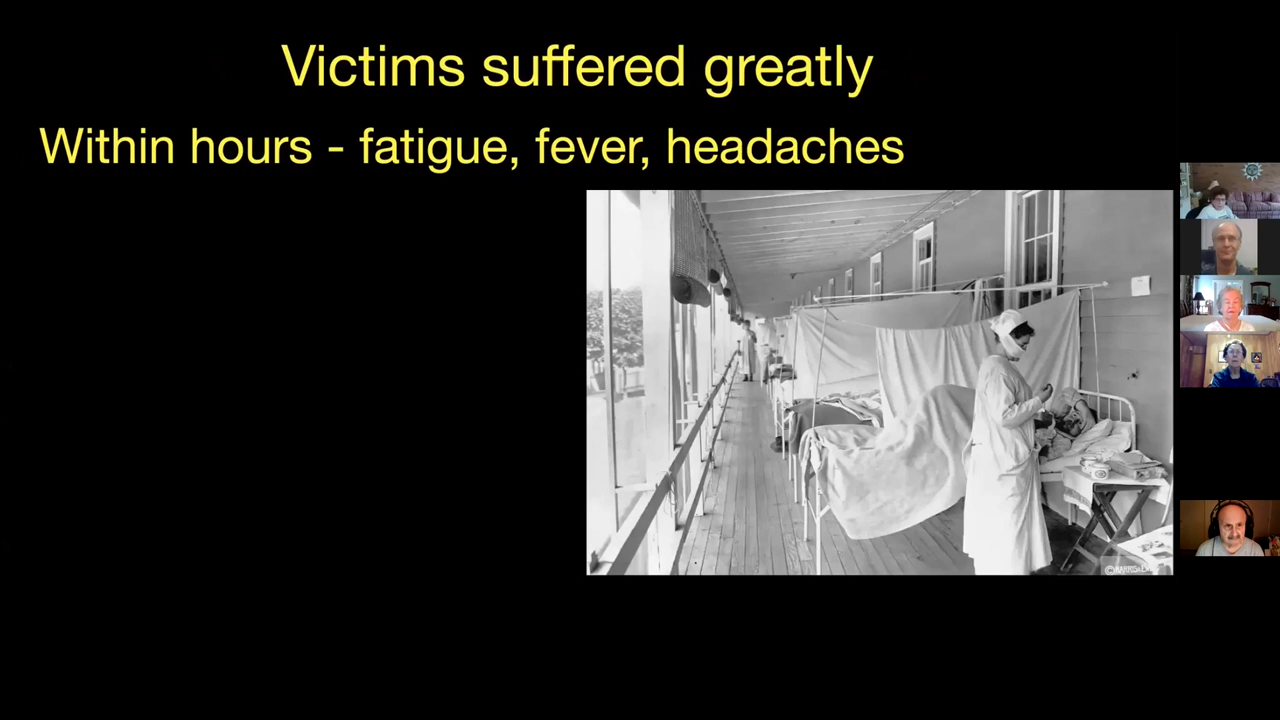 Victims suffered greatly
Within hours - fatigue, fever, headaches